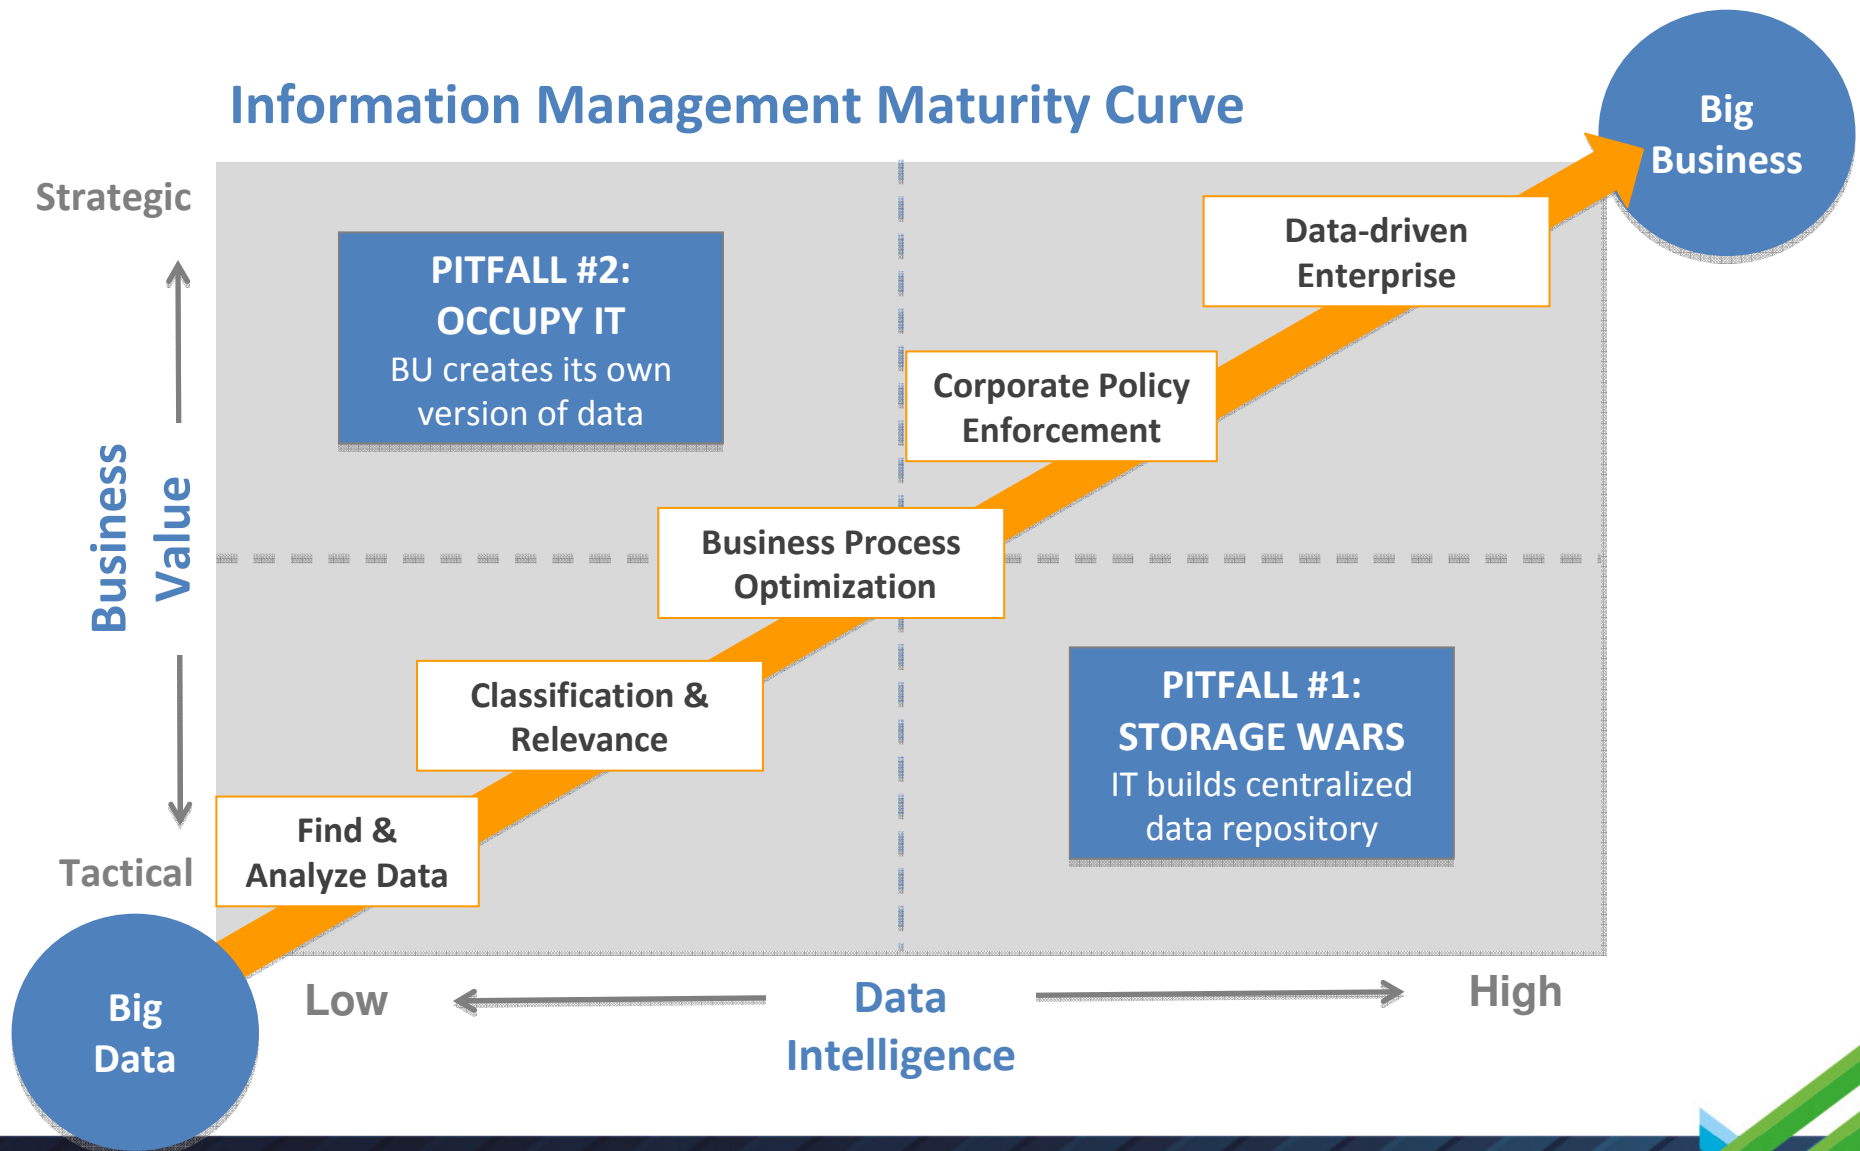 Information Management Maturity Curve
Big
Business
Strategic
Data-driven
Enterprise
PITFALL #2:
OCCUPY IT
BU creates its own
version of data
Corporate Policy
Enforcement
Business
Value
Business Process
Optimization
Classification &
Relevance
PITFALL #1:
STORAGE WARS
IT builds centralized
data repository
Find &
Analyze Data
Tactical
Low
Data
Intelligence
High
Big
Data